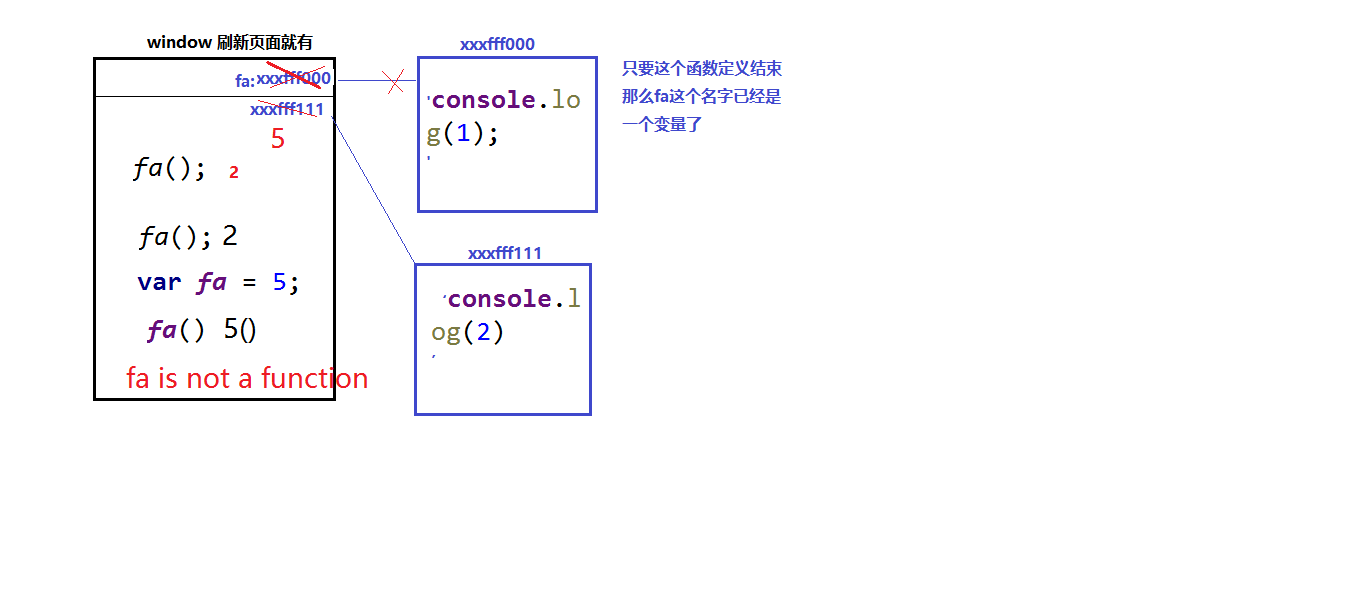 window 刷新页面就有
xxxfff000
fa:xxxfff000
xxxfff111
5
fa(); 2
fa(); 2
var fa = 5;
fa() 5()
fa is not a function
'console.lo
g(1);
'
只要这个函数定义结束
那么fa这个名字已经是
一个变量了
xxxfff111
'console.l
og(2)
'